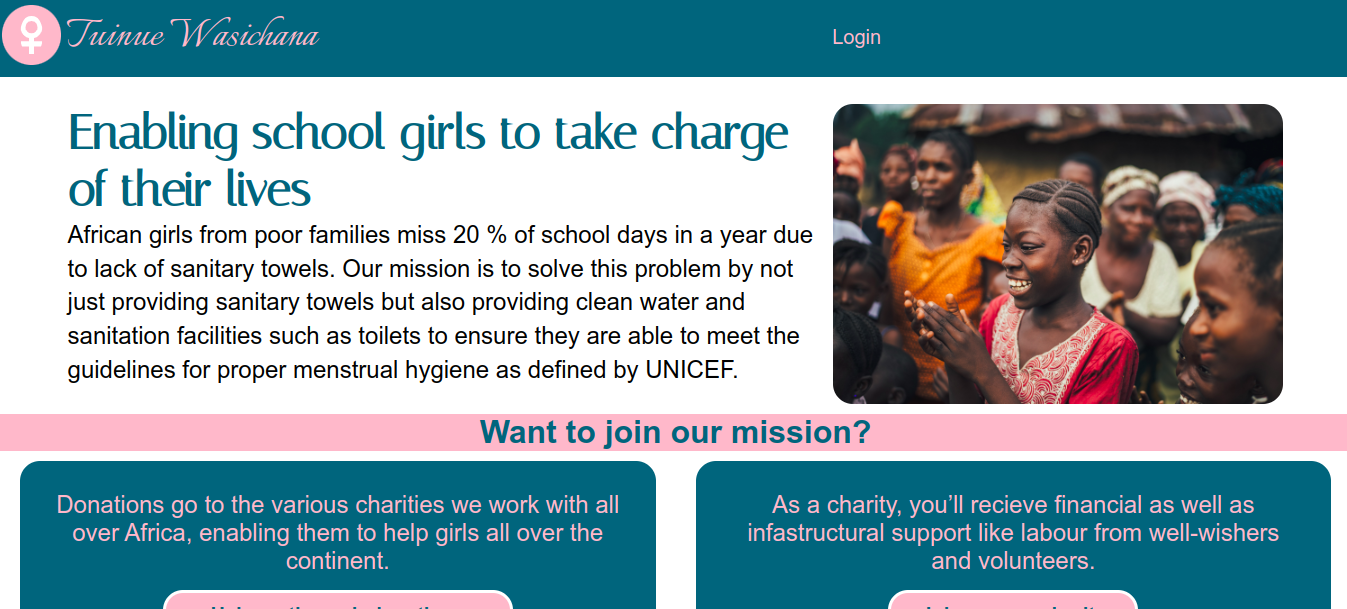 Tuinue Wasichana
Login
Enabling school girls to take charge
of their lives
African girls from poor families miss 20 % of school days in a year due
to lack of sanitary towels. Our mission is to solve this problem by not
just providing sanitary towels but also providing clean water and
sanitation facilities such as toilets to ensure they are able to meet the
guidelines for proper menstrual hygiene as defined by UNICEF.
Want to join our mission?
Donations go to the various charities we work with all
over Africa, enabling them to help girls all over the
continent.
As a charity, you’ll recieve financial as well as
infastructural support like labour from well-wishers
and volunteers.